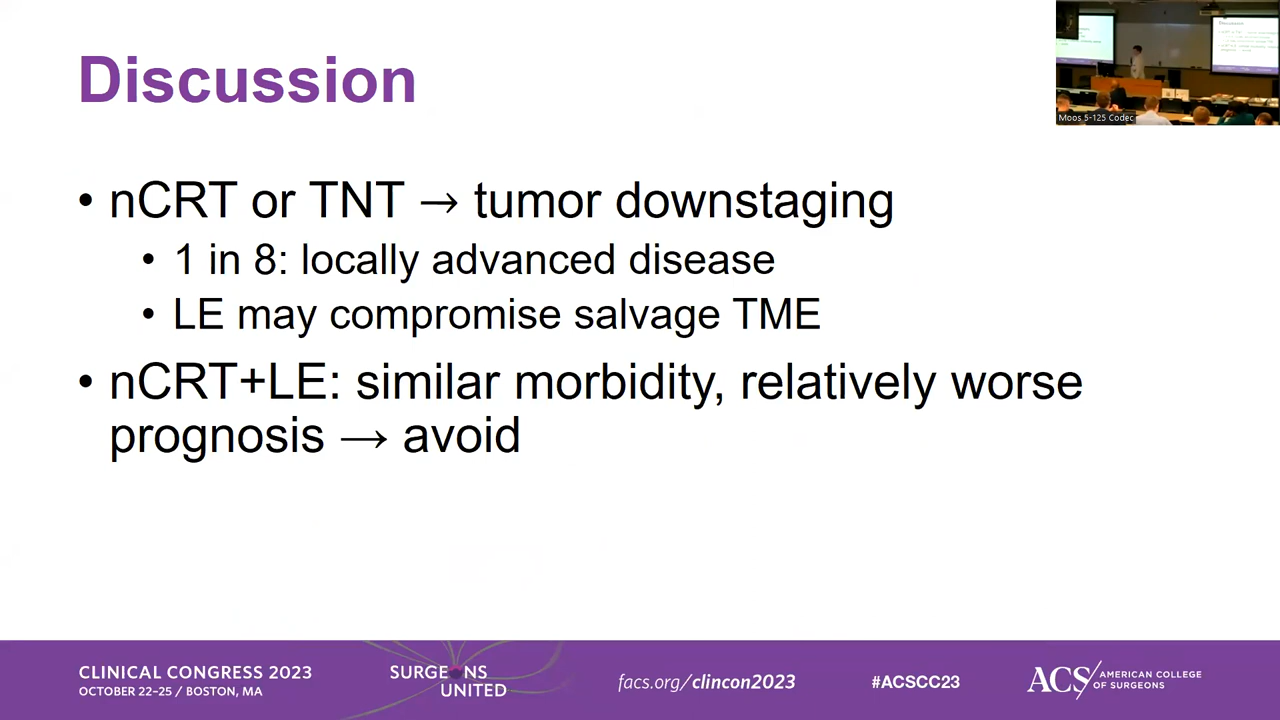 Discussion
Moos 5-125 Codec
• nCRT or TNT → tumor downstaging
• 1 in 8: locally advanced disease
• LE may compromise salvage TME
• nCRT+LE: similar morbidity, relatively worse
prognosis → avoid
CLINICAL CONGRESS 2023
OCTOBER 22–25 / BOSTON, MA
SURGEONS
UNITED
facs.org/clincon2023
#ACSCC23
ACS
AMERICAN COLLEGE
OF SURGEONS